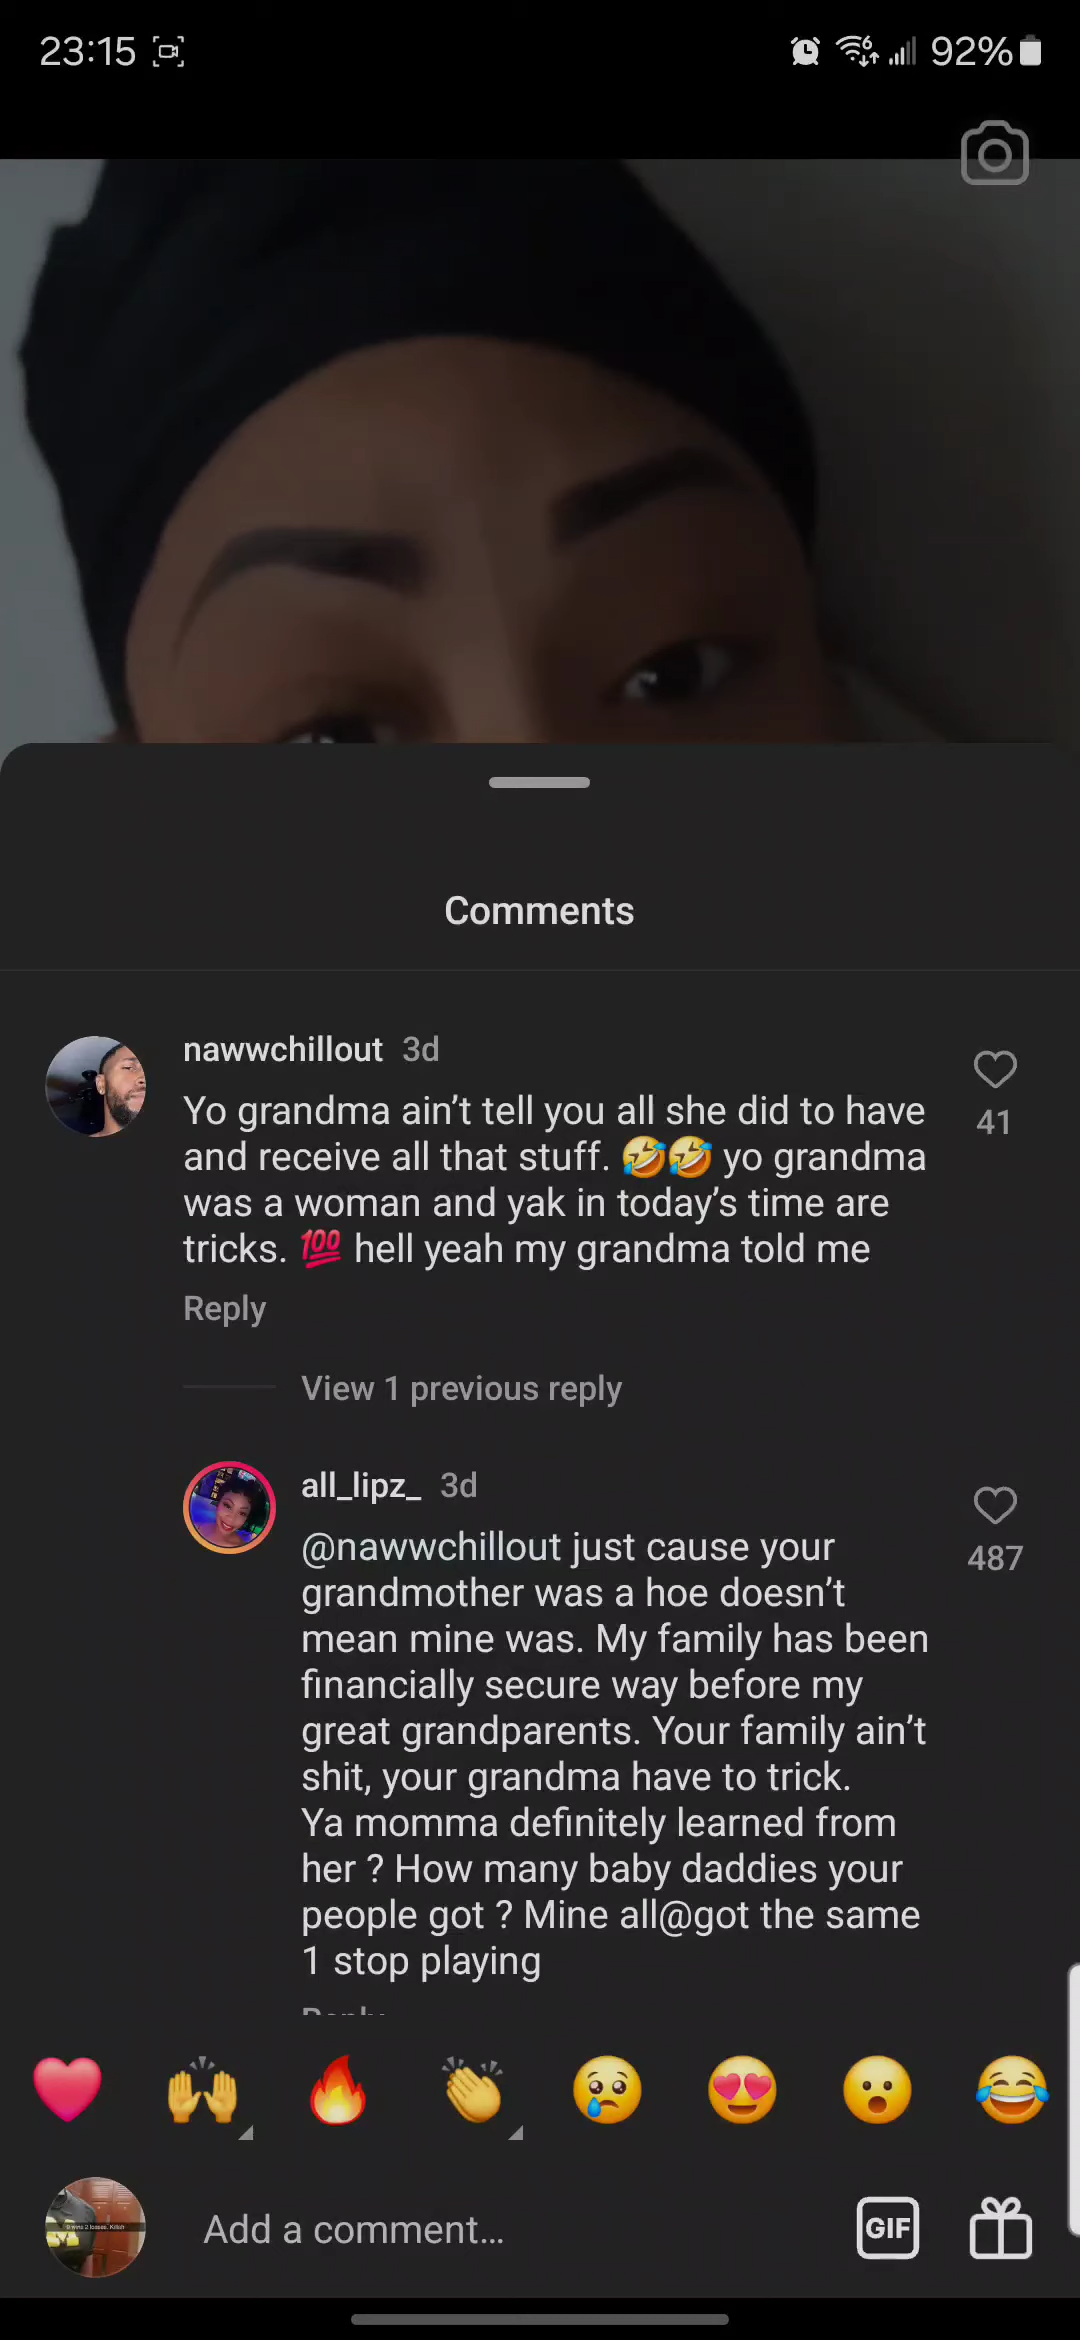 23:15
6
92%
Comments
nawwchillout 3d
Yo grandma ain’t tell you all she did to have
41
and receive all that stuff. 🤣🤣 yo grandma
was a woman and yak in today’s time are
tricks. 💯 hell yeah my grandma told me
Reply
View 1 previous reply
all_lipz_ 3d
@nawwchillout just cause your
487
grandmother was a hoe doesn’t
mean mine was. My family has been
financially secure way before my
great grandparents. Your family ain’t
shit, your grandma have to trick.
Ya momma definitely learned from
her ? How many baby daddies your
people got ? Mine all@got the same
1 stop playing
Reply
Add a comment...
GIF